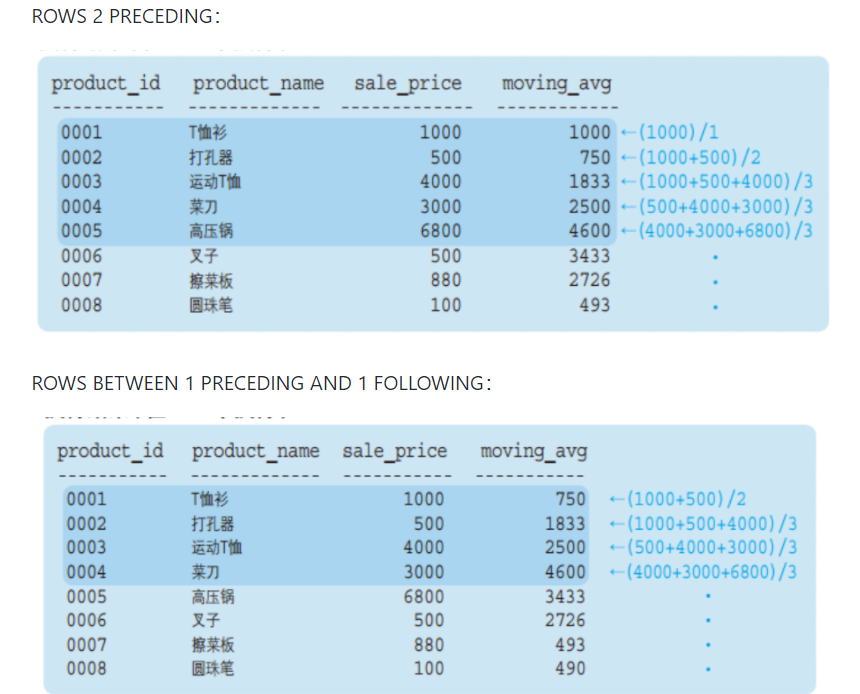 ROWS 2 PRECEDING：
product_id product_name sale_price moving_avg
----------- ------------- ------------- ------------
0001 T恤衫 1000 1000 ←(1000)/1
0002 打孔器 500 750 ←(1000+500)/2
0003 运动T恤 4000 1833 ←(1000+500+4000)/3
0004 菜刀 3000 2500 ←(500+4000+3000)/3
0005 高压锅 6800 4600 ←(4000+3000+6800)/3
0006 叉子 500 3433 ·
0007 擦菜板 880 2726 ·
0008 圆珠笔 100 493 ·
ROWS BETWEEN 1 PRECEDING AND 1 FOLLOWING：
product_id product_name sale_price moving_avg
----------- ------------- ----------- -----------
0001 T恤衫 1000 750 ←(1000+500)/2
0002 打孔器 500 1833 ←(1000+500+4000)/3
0003 运动T恤 4000 2500 ←(500+4000+3000)/3
0004 菜刀 3000 4600 ←(4000+3000+6800)/3
0005 高压锅 6800 3433 ·
0006 叉子 500 2726 ·
0007 擦菜板 880 493 ·
0008 圆珠笔 100 490 ·